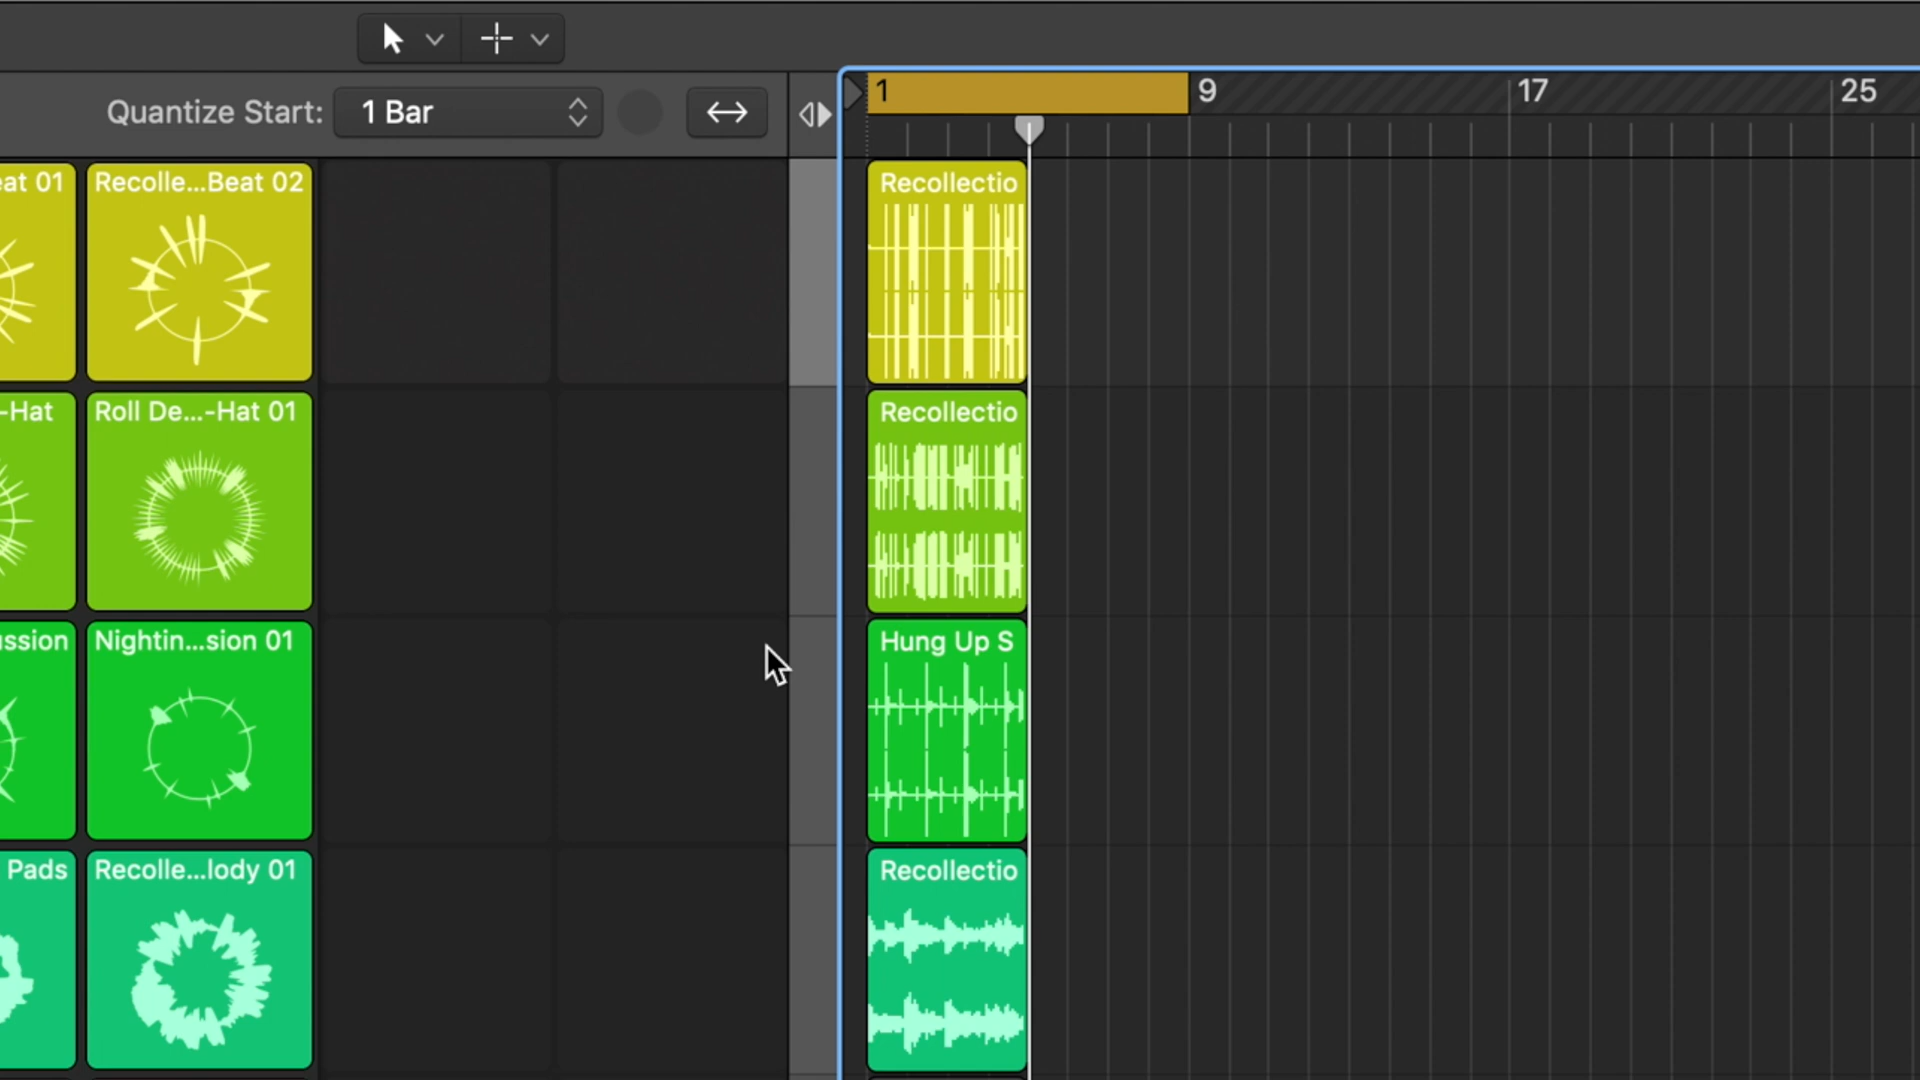 Quantize Start: 1 Bar
1 9 17 25
eat 01 Recolle...Beat 02 Recollectio
-Hat Roll De...-Hat 01 Recollectio
ussion Nightin...sion 01 Hung Up S
Pads Recolle...lody 01 Recollectio